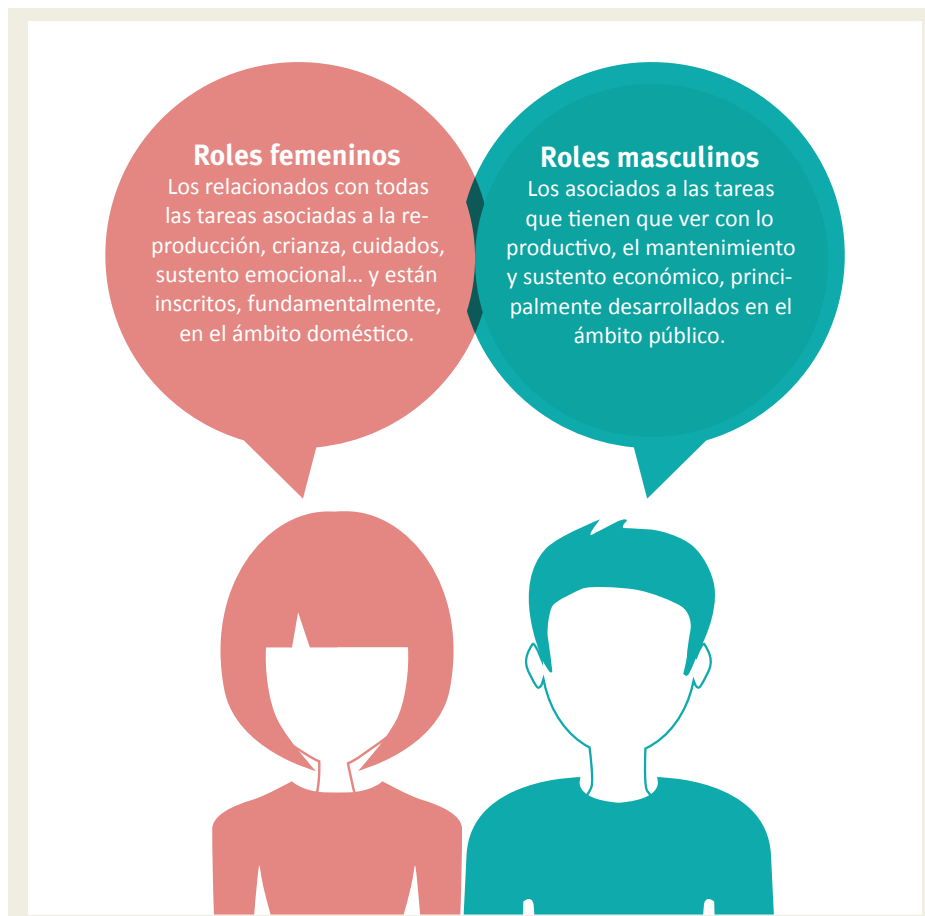 Roles femeninos
Los relacionados con todas
las tareas asociadas a la re-
producción, crianza, cuidados,
sustento emocional... y están
inscritos, fundamentalmente,
en el ámbito doméstico.
Roles masculinos
Los asociados a las tareas
que tienen que ver con lo
productivo, el mantenimiento
y sustento económico, princi-
palmente desarrollados en el
ámbito público.